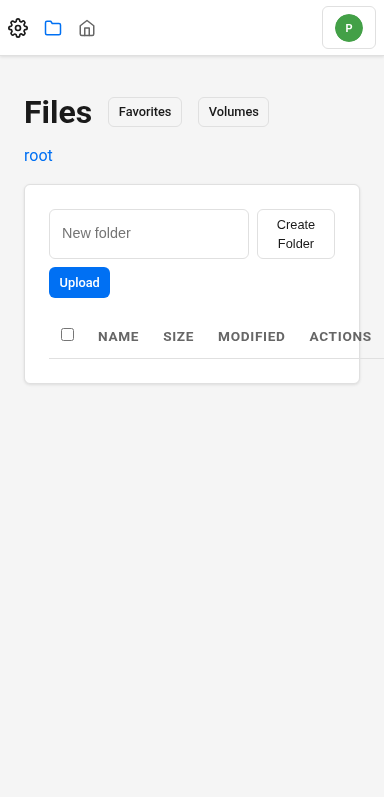 P
Files
Favorites
Volumes
root
New folder
Create
Folder
Upload
NAME SIZE MODIFIED ACTIONS